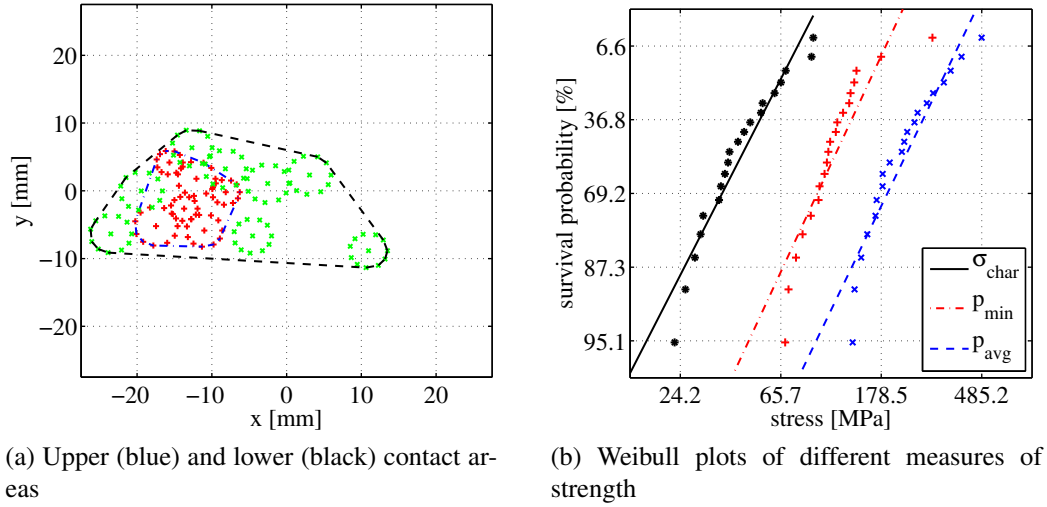 20
10
0
−10
−20
y [mm]
−20
−10
0
10
20
x [mm]
(a) Upper (blue) and lower (black) contact ar-
eas
6.6
36.8
69.2
87.3
95.1
survival probability [%]
24.2
65.7
178.5
485.2
stress [MPa]
σchar
pmin
pavg
(b) Weibull plots of different measures of
strength